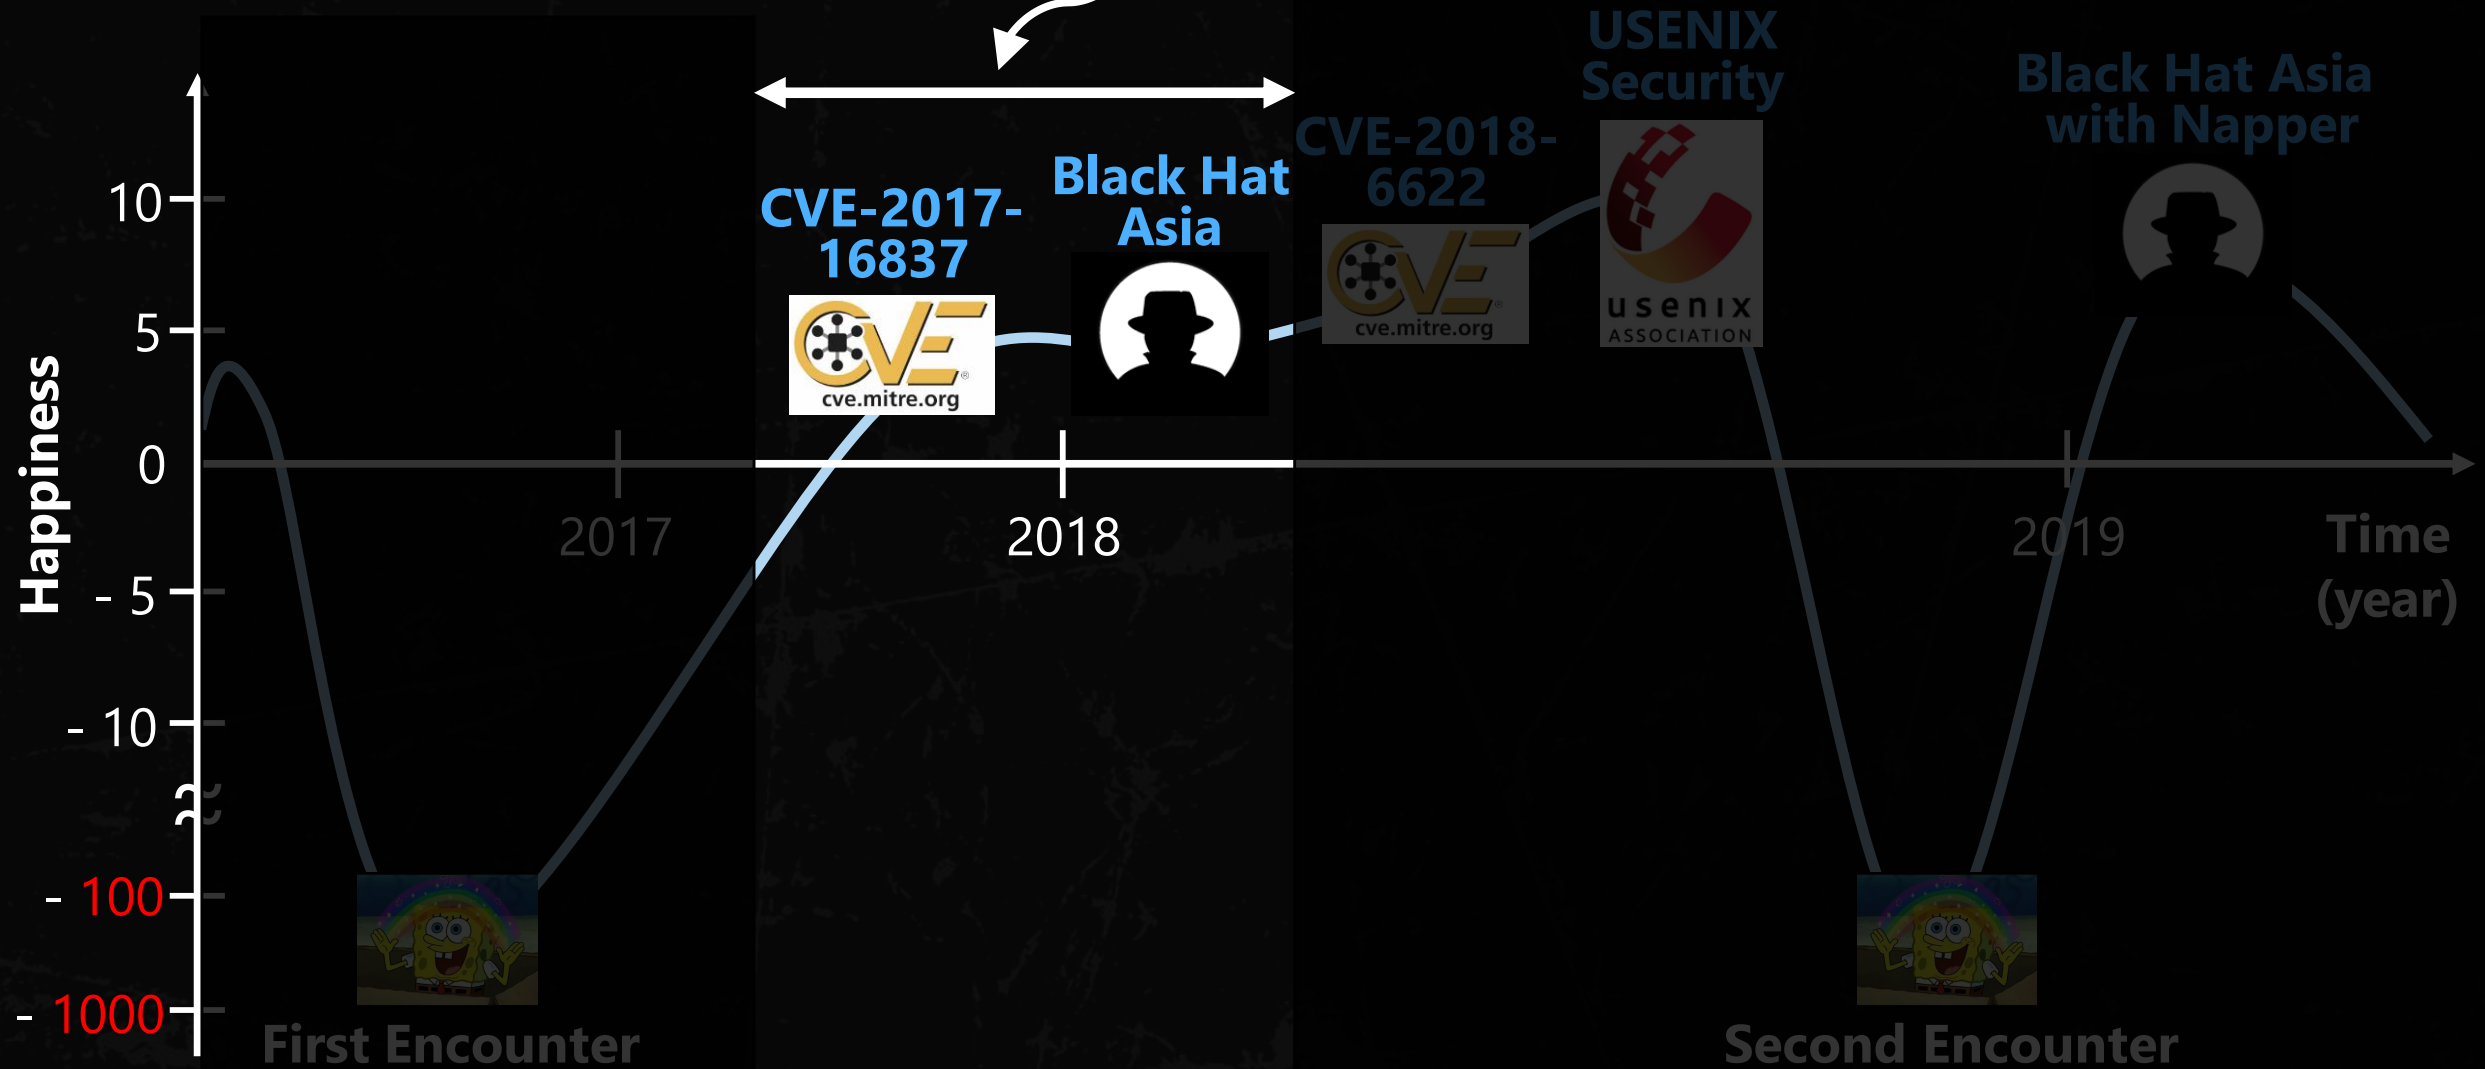 USENIX
Security
Black Hat Asia
with Napper
CVE-2018-
6622
Black Hat
Asia
CVE-2017-
16837
cve.mitre.org
cve.mitre.org
usenix
ASSOCIATION
CVE
®
CVE
®
Happiness
10
5
0
- 5
- 10
- 100
- 1000
2017
2018
2019
Time
(year)
First Encounter
Second Encounter